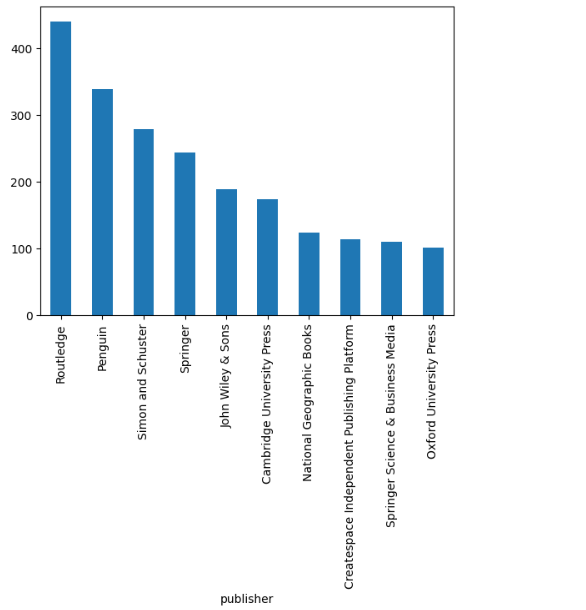 400
300
200
100
0
Routledge
Penguin
Simon and Schuster
Springer
John Wiley & Sons
Cambridge University Press
National Geographic Books
Createspace Independent Publishing Platform
Springer Science & Business Media
Oxford University Press
publisher